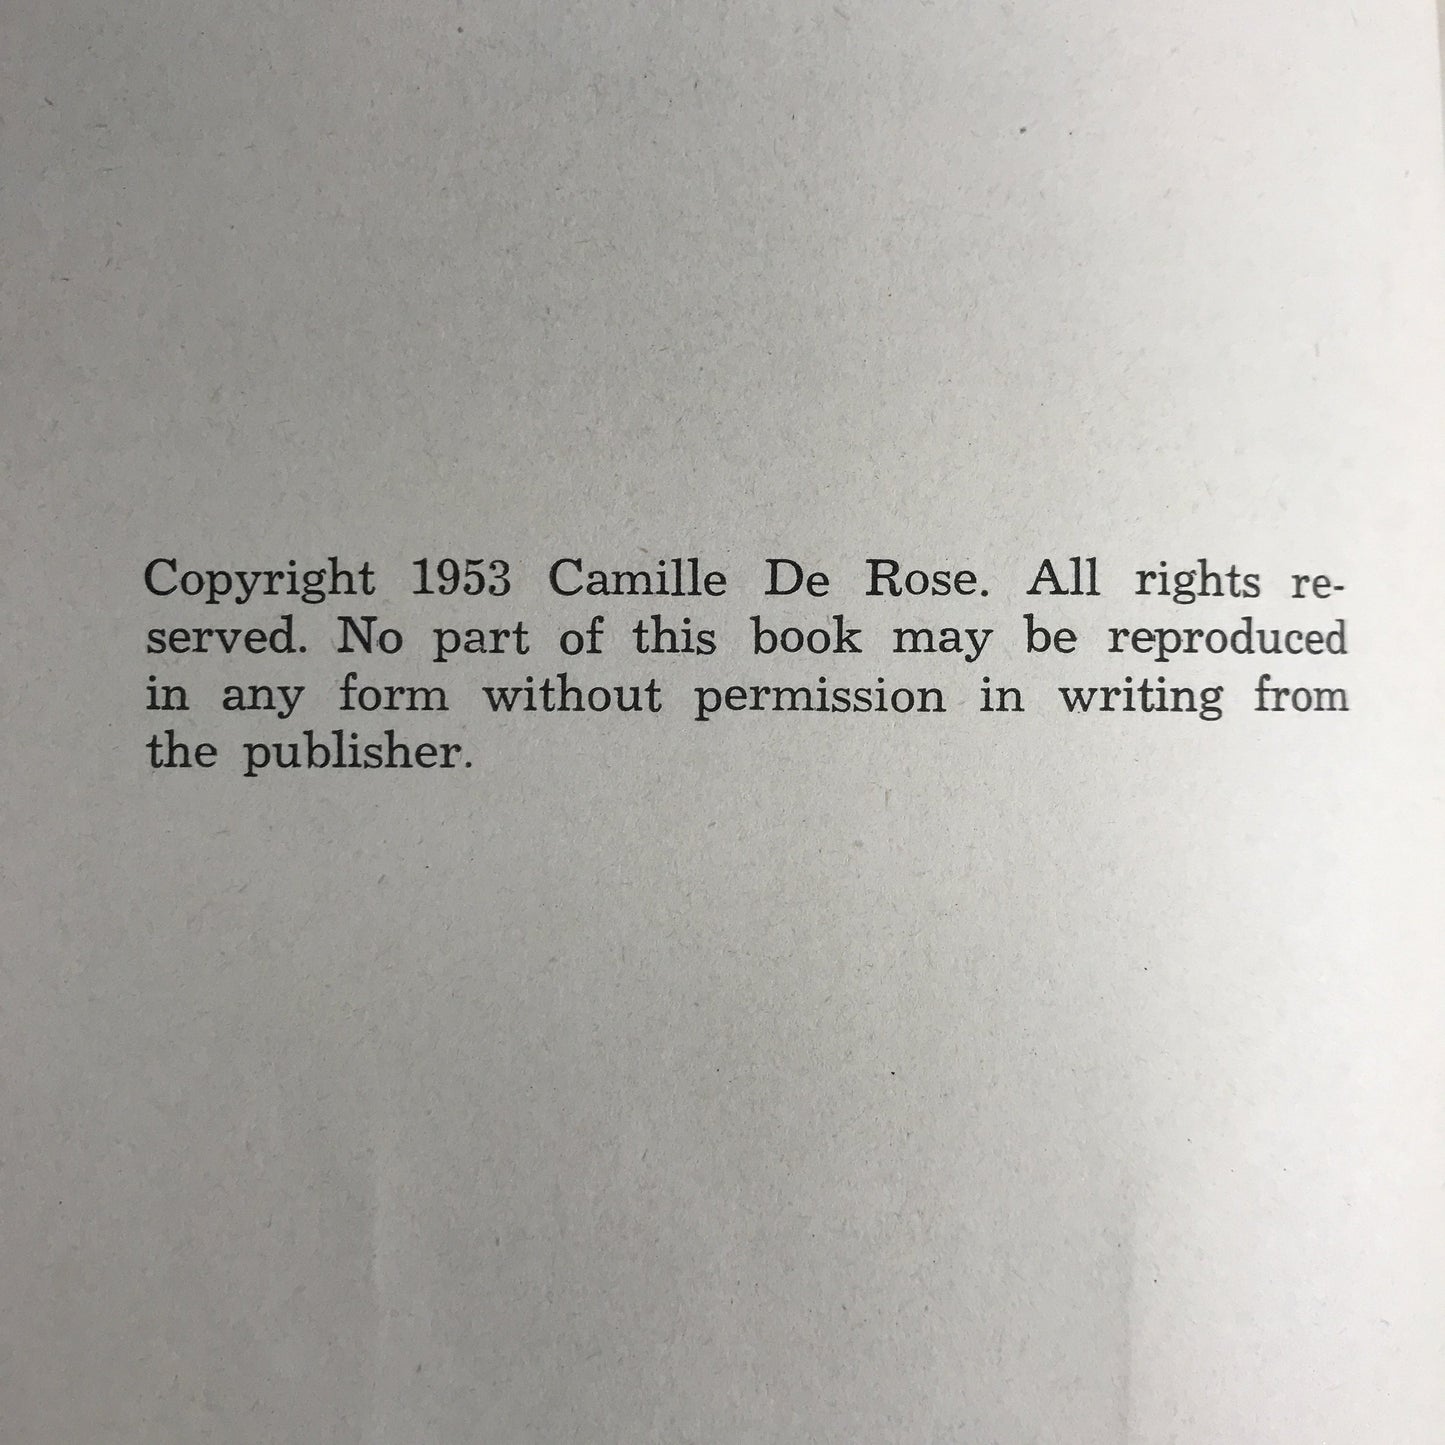 Copyright 1953 Camille De Rose. All rights re-
served. No part of this book may be reproduced
in any form without permission in writing from
the publisher.